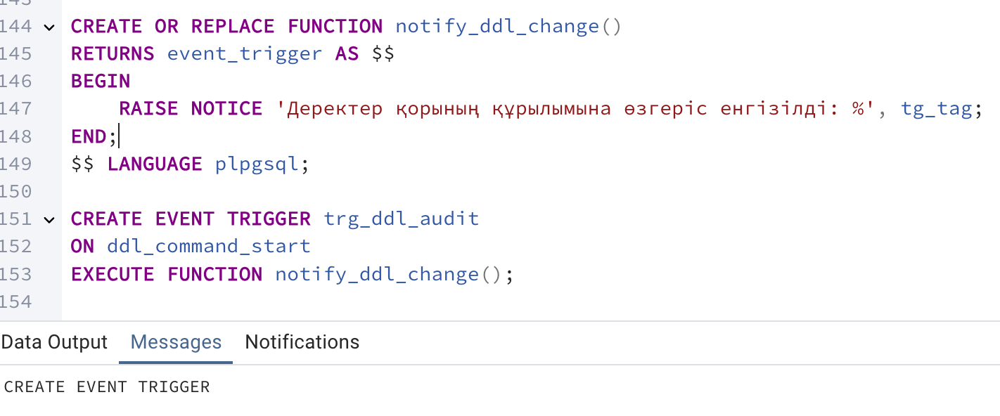 143
144 CREATE OR REPLACE FUNCTION notify_ddl_change()
145 RETURNS event_trigger AS $$
146 BEGIN
147 RAISE NOTICE 'Деректер қорының құрылымына өзгеріс енгізілді: %', tg_tag;
148 END;
149 $$ LANGUAGE plpgsql;
150
151 CREATE EVENT TRIGGER trg_ddl_audit
152 ON ddl_command_start
153 EXECUTE FUNCTION notify_ddl_change();
154
Data Output Messages Notifications
CREATE EVENT TRIGGER